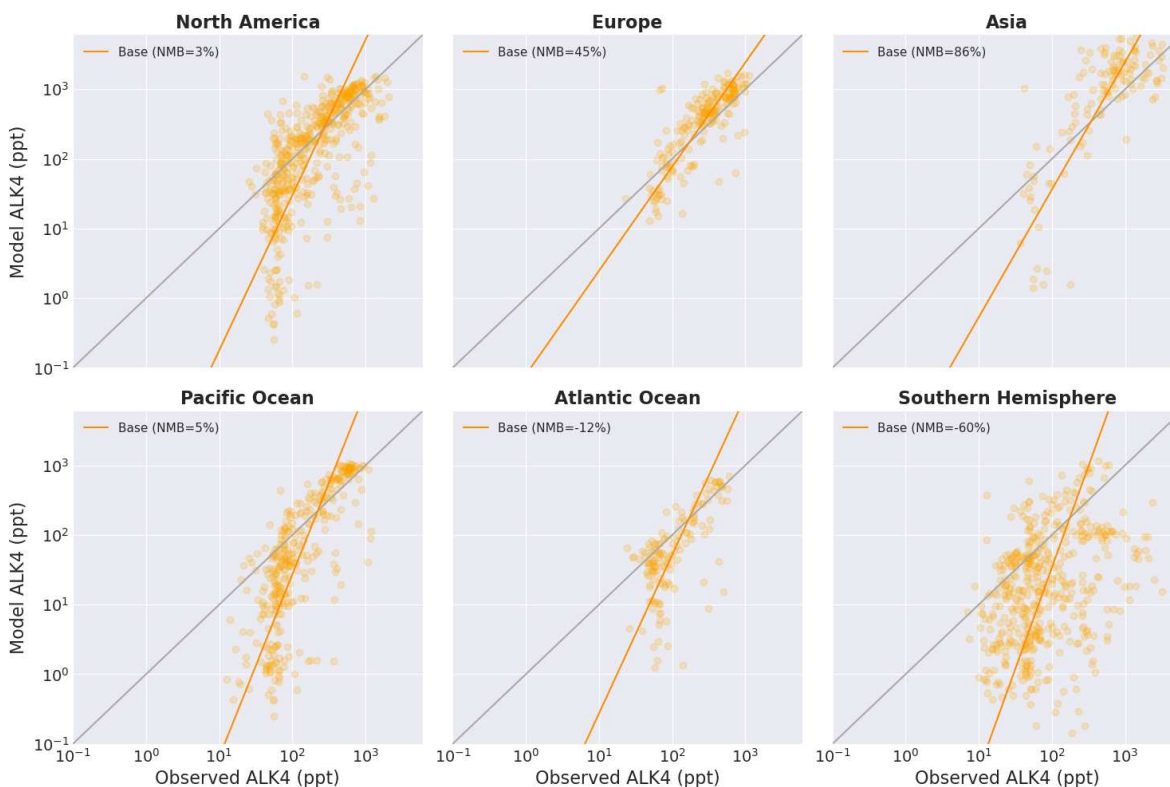 North America
Europe
Asia
Base (NMB=3%)
Base (NMB=45%)
Base (NMB=86%)
Model ALK4 (ppt)
10³
10²
10¹
10⁰
10⁻¹
Pacific Ocean
Atlantic Ocean
Southern Hemisphere
Base (NMB=5%)
Base (NMB=-12%)
Base (NMB=-60%)
Model ALK4 (ppt)
10³
10²
10¹
10⁰
10⁻¹
10⁻¹ 10⁰ 10¹ 10² 10³
10⁻¹ 10⁰ 10¹ 10² 10³
10⁻¹ 10⁰ 10¹ 10² 10³
Observed ALK4 (ppt)
Observed ALK4 (ppt)
Observed ALK4 (ppt)